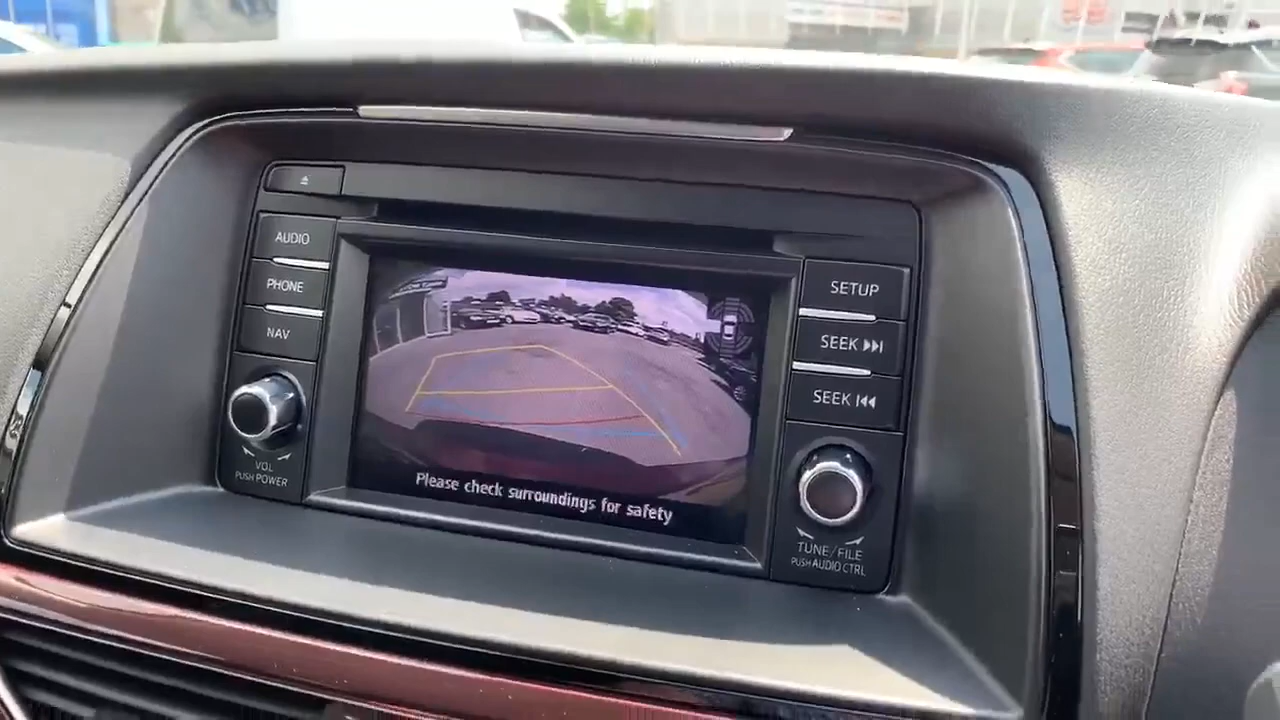 AUDIO
PHONE
NAV
VOL
PUSH POWER
Please check surroundings for safety
SETUP
SEEK
SEEK
TUNE/FILE
PUSH AUDIO CTRL